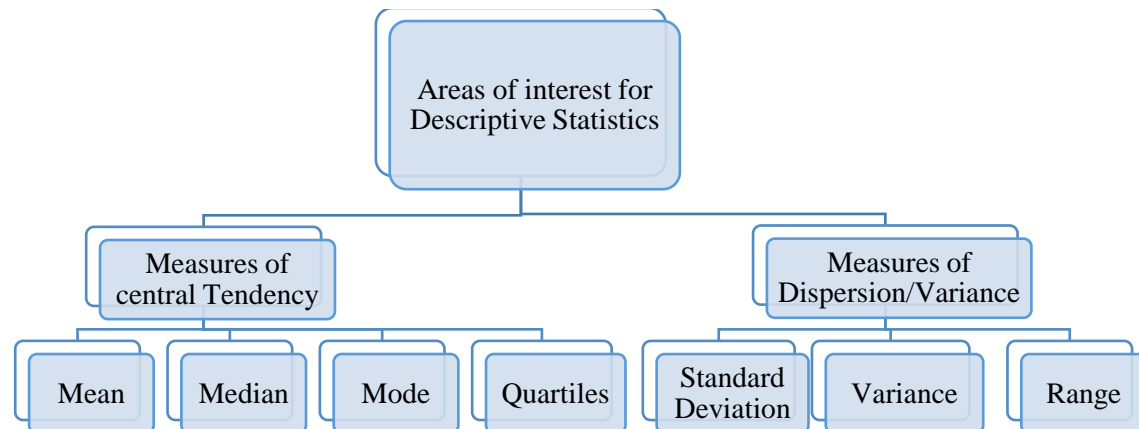 Areas of interest for
Descriptive Statistics
Measures of
central Tendency
Measures of
Dispersion/Variance
Mean
Median
Mode
Quartiles
Standard
Deviation
Variance
Range